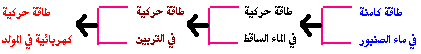 طاقة كامنة
في ماء الصنبور
طاقة حركية
في الماء الساقط
طاقة حركية
في التربين
طاقة حركية
كهربائية في المولد